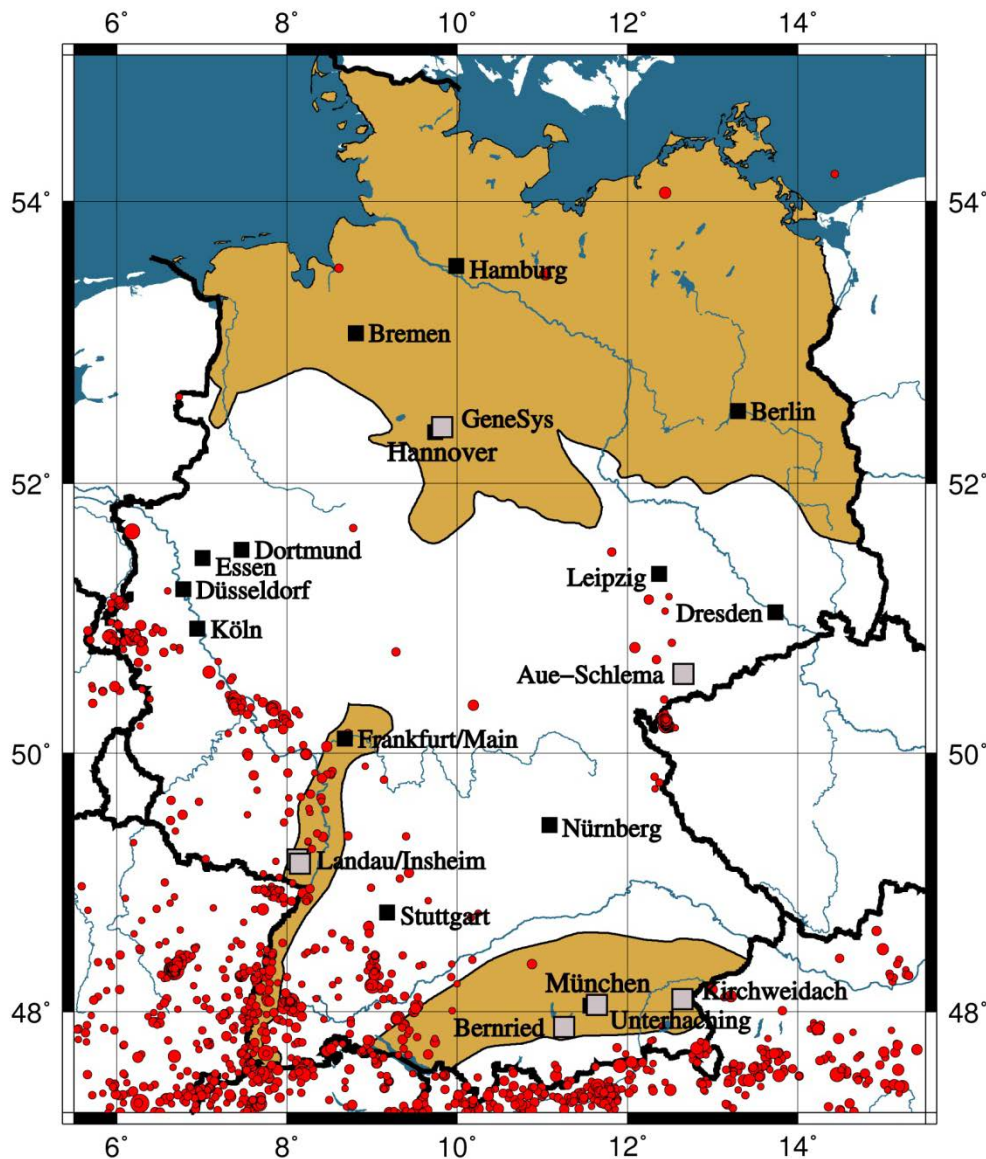 6° 8° 10° 12° 14°
54° 54°
Hamburg
Bremen
Berlin
GeneSys
Hannover
52° 52°
Dortmund
Essen
Düsseldorf
Köln
Leipzig
Dresden
Aue–Schlema
50° 50°
Frankfurt/Main
Nürnberg
Landau/Insheim
Stuttgart
München
Kirchweidach
48° 48°
Unterhaching
Bernried
6° 8° 10° 12° 14°